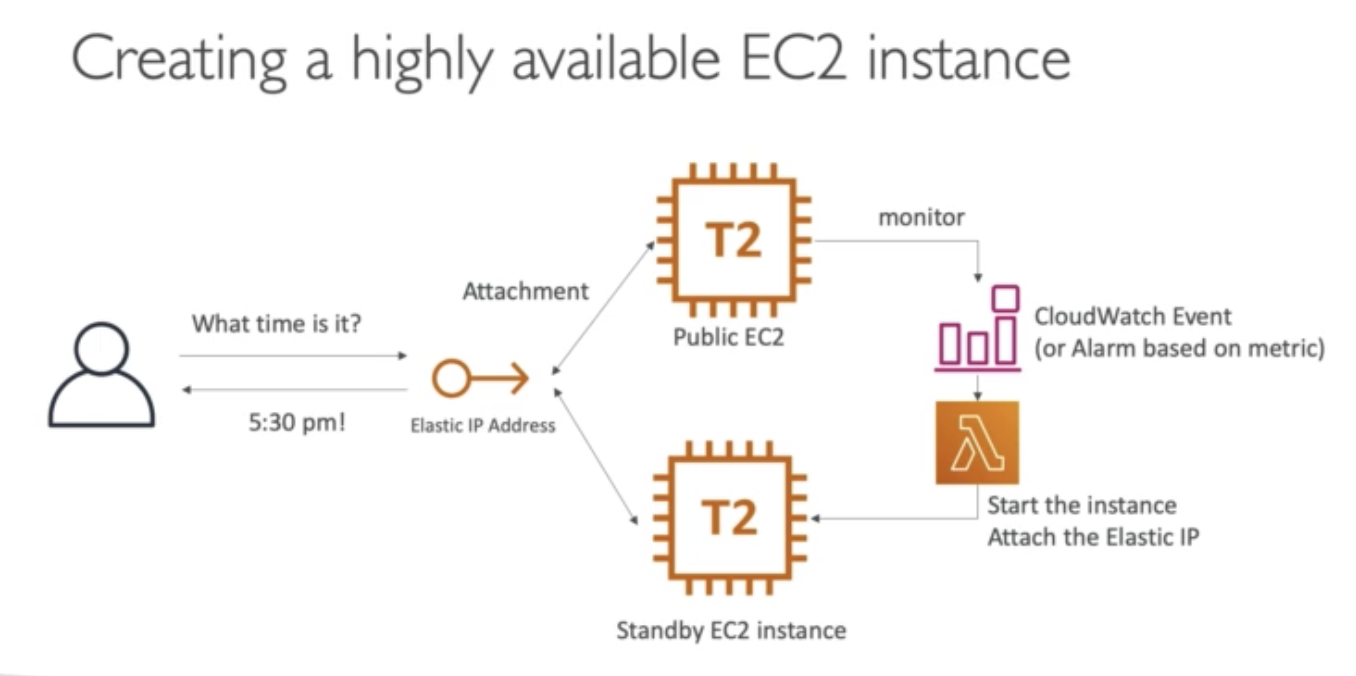 Creating a highly available EC2 instance
What time is it?
5:30 pm!
Elastic IP Address
Attachment
T2
Public EC2
monitor
CloudWatch Event
(or Alarm based on metric)
λ
Start the instance
Attach the Elastic IP
T2
Standby EC2 instance